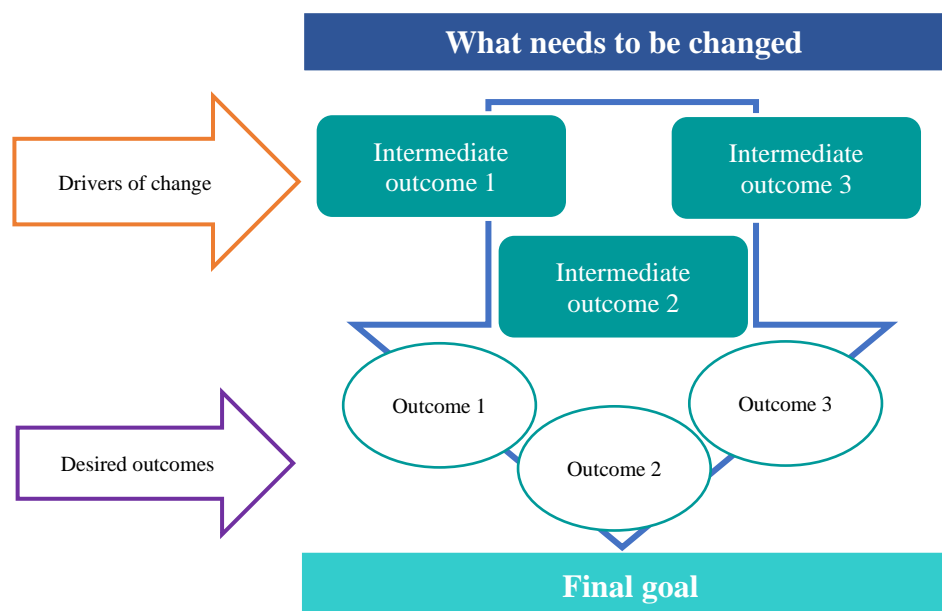 What needs to be changed
Drivers of change
Intermediate
outcome 1
Intermediate
outcome 3
Intermediate
outcome 2
Desired outcomes
Outcome 1
Outcome 3
Outcome 2
Final goal